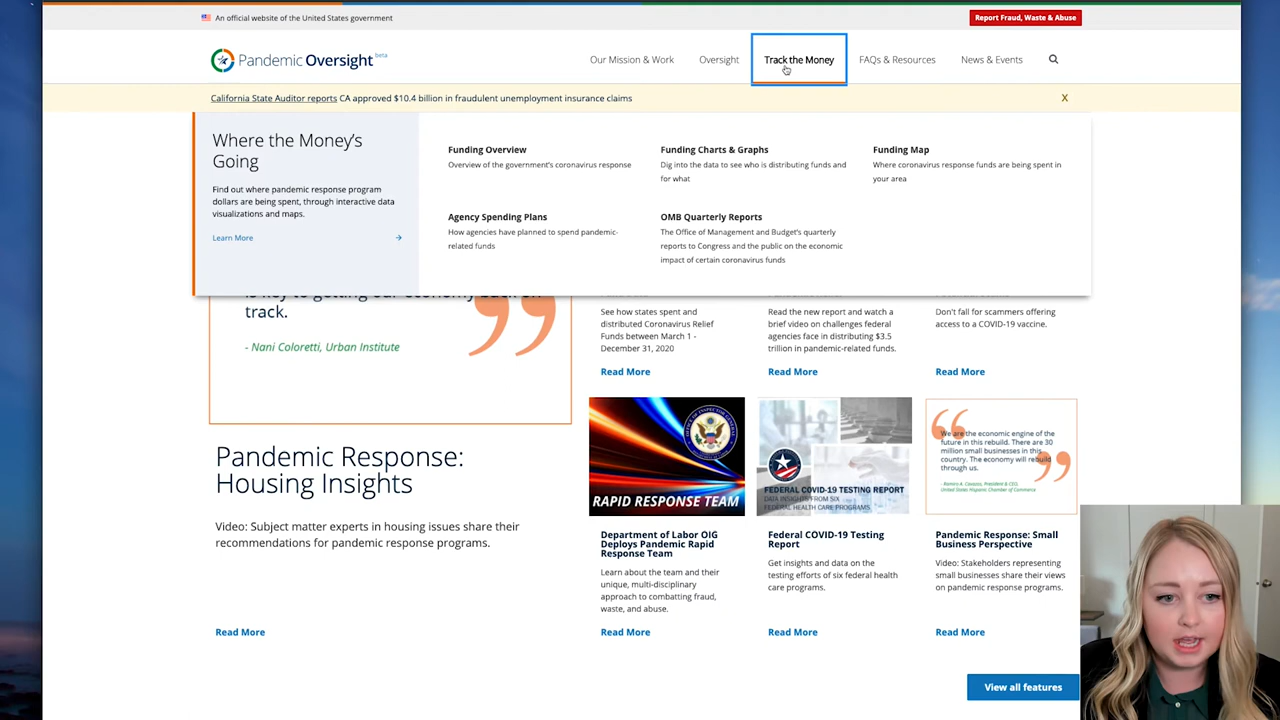 An official website of the United States government
Report Fraud, Waste & Abuse
Pandemic Oversight beta
Our Mission & Work
Oversight
Track the Money
FAQs & Resources
News & Events
California State Auditor reports CA approved $10.4 billion in fraudulent unemployment insurance claims
X
Where the Money's
Going
Find out where pandemic response program
dollars are being spent, through interactive data
visualizations and maps.
Learn More
Funding Overview
Overview of the government's coronavirus response
Funding Charts & Graphs
Dig into the data to see who is distributing funds and
for what
Funding Map
Where coronavirus response funds are being spent in
your area
Agency Spending Plans
How agencies have planned to spend pandemic-
related funds
OMB Quarterly Reports
The Office of Management and Budget's quarterly
reports to Congress and the public on the economic
impact of certain coronavirus funds
is key to getting our economy back on
track.
- Nani Coloretti, Urban Institute
Pandemic Response:
Housing Insights
Video: Subject matter experts in housing issues share their
recommendations for pandemic response programs.
Read More
See how states spent and
distributed Coronavirus Relief
Funds between March 1 -
December 31, 2020
Read More
Read the new report and watch a
brief video on challenges federal
agencies face in distributing $3.5
trillion in pandemic-related funds.
Read More
Don't fall for scammers offering
access to a COVID-19 vaccine.
Read More
RAPID RESPONSE TEAM
Department of Labor OIG
Deploys Pandemic Rapid
Response Team
Learn about the team and their
unique, multi-disciplinary
approach to combatting fraud,
waste, and abuse.
Read More
FEDERAL COVID-19 TESTING REPORT
DATA INSIGHTS FROM SIX
FEDERAL HEALTH CARE PROGRAMS
Federal COVID-19 Testing
Report
Get insights and data on the
testing efforts of six federal health
care programs.
Read More
We are the economic engine of the
future in this rebuild. There are 30
million small businesses in this
country. The economy will rebuild
through us.
United States Hispanic Chamber of Commerce
Pandemic Response: Small
Business Perspective
Video: Stakeholders representing
small businesses share their views
on pandemic response programs.
Read More
View all features